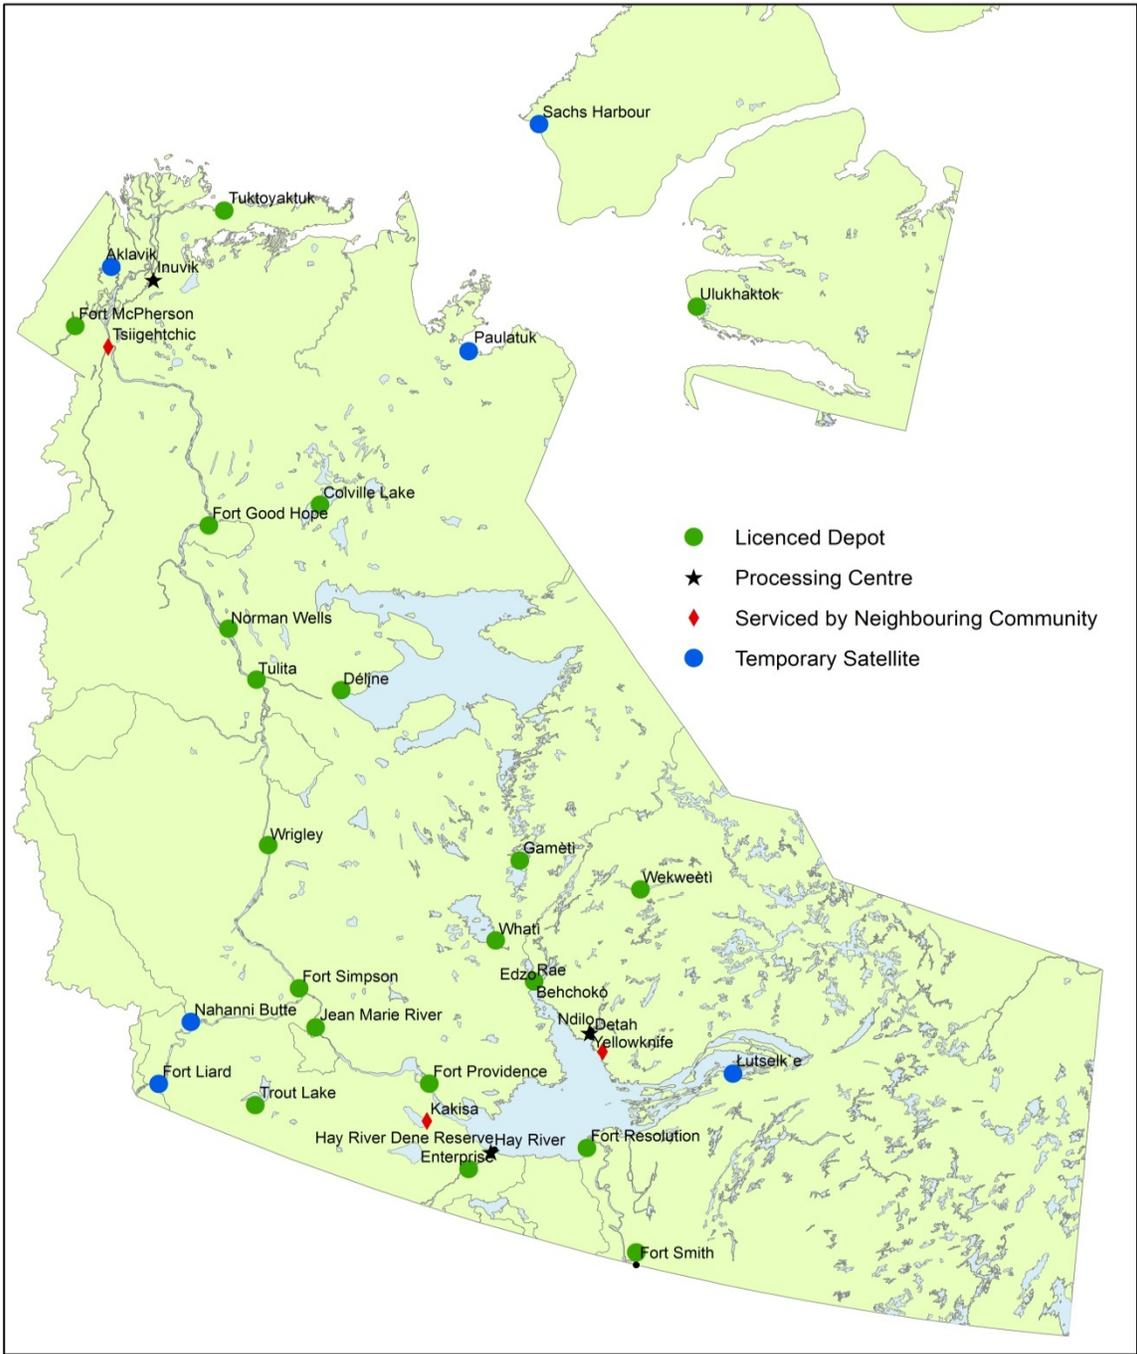 Sachs Harbour
Tuktoyaktuk
Aklavik
Inuvik
Ulukhaktok
Fort McPherson
Tsiigehtchic
Paulatuk
Colville Lake
Fort Good Hope
Licenced Depot
Processing Centre
Serviced by Neighbouring Community
Temporary Satellite
Norman Wells
Tulita
Déline
Wrigley
Gamètì
Wekweètì
Whatì
Edzo
Rae
Behchokò
Fort Simpson
Nahanni Butte
Jean Marie River
Ndilo
Detah
Yellowknife
Łutselk`e
Fort Liard
Trout Lake
Fort Providence
Kakisa
Hay River Dene Reserve
Hay River
Enterprise
Fort Resolution
Fort Smith